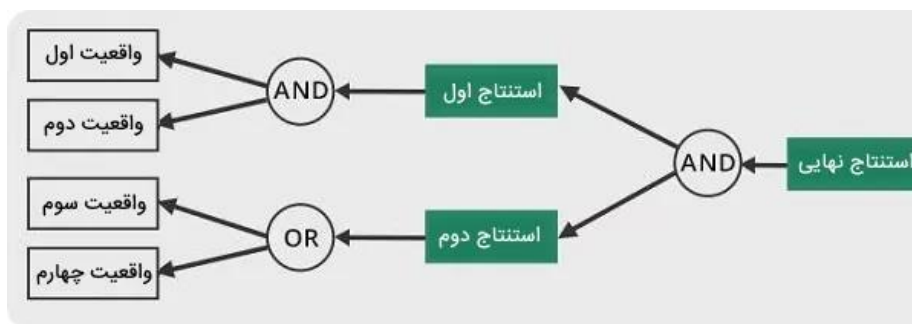 استنتاج نهایی
AND
استنتاج اول
استنتاج دوم
AND
OR
واقعیت اول
واقعیت دوم
واقعیت سوم
واقعیت چهارم